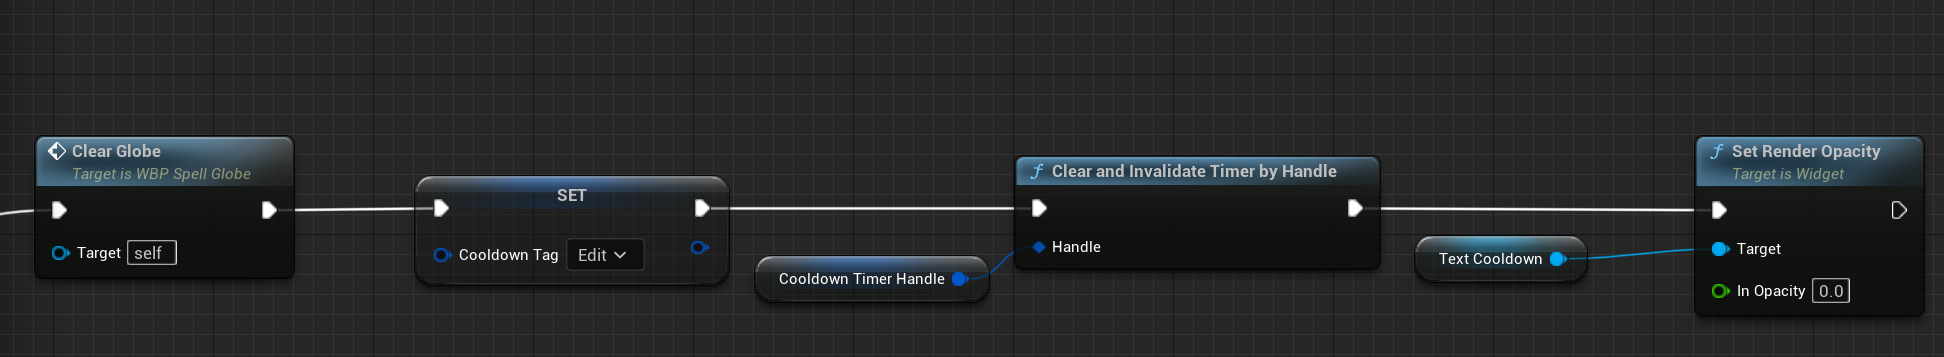 Clear Globe
Target is WBP Spell Globe
Target self
SET
Cooldown Tag Edit
Cooldown Timer Handle
Clear and Invalidate Timer by Handle
Handle
Text Cooldown
Set Render Opacity
Target is Widget
Target
In Opacity 0.0